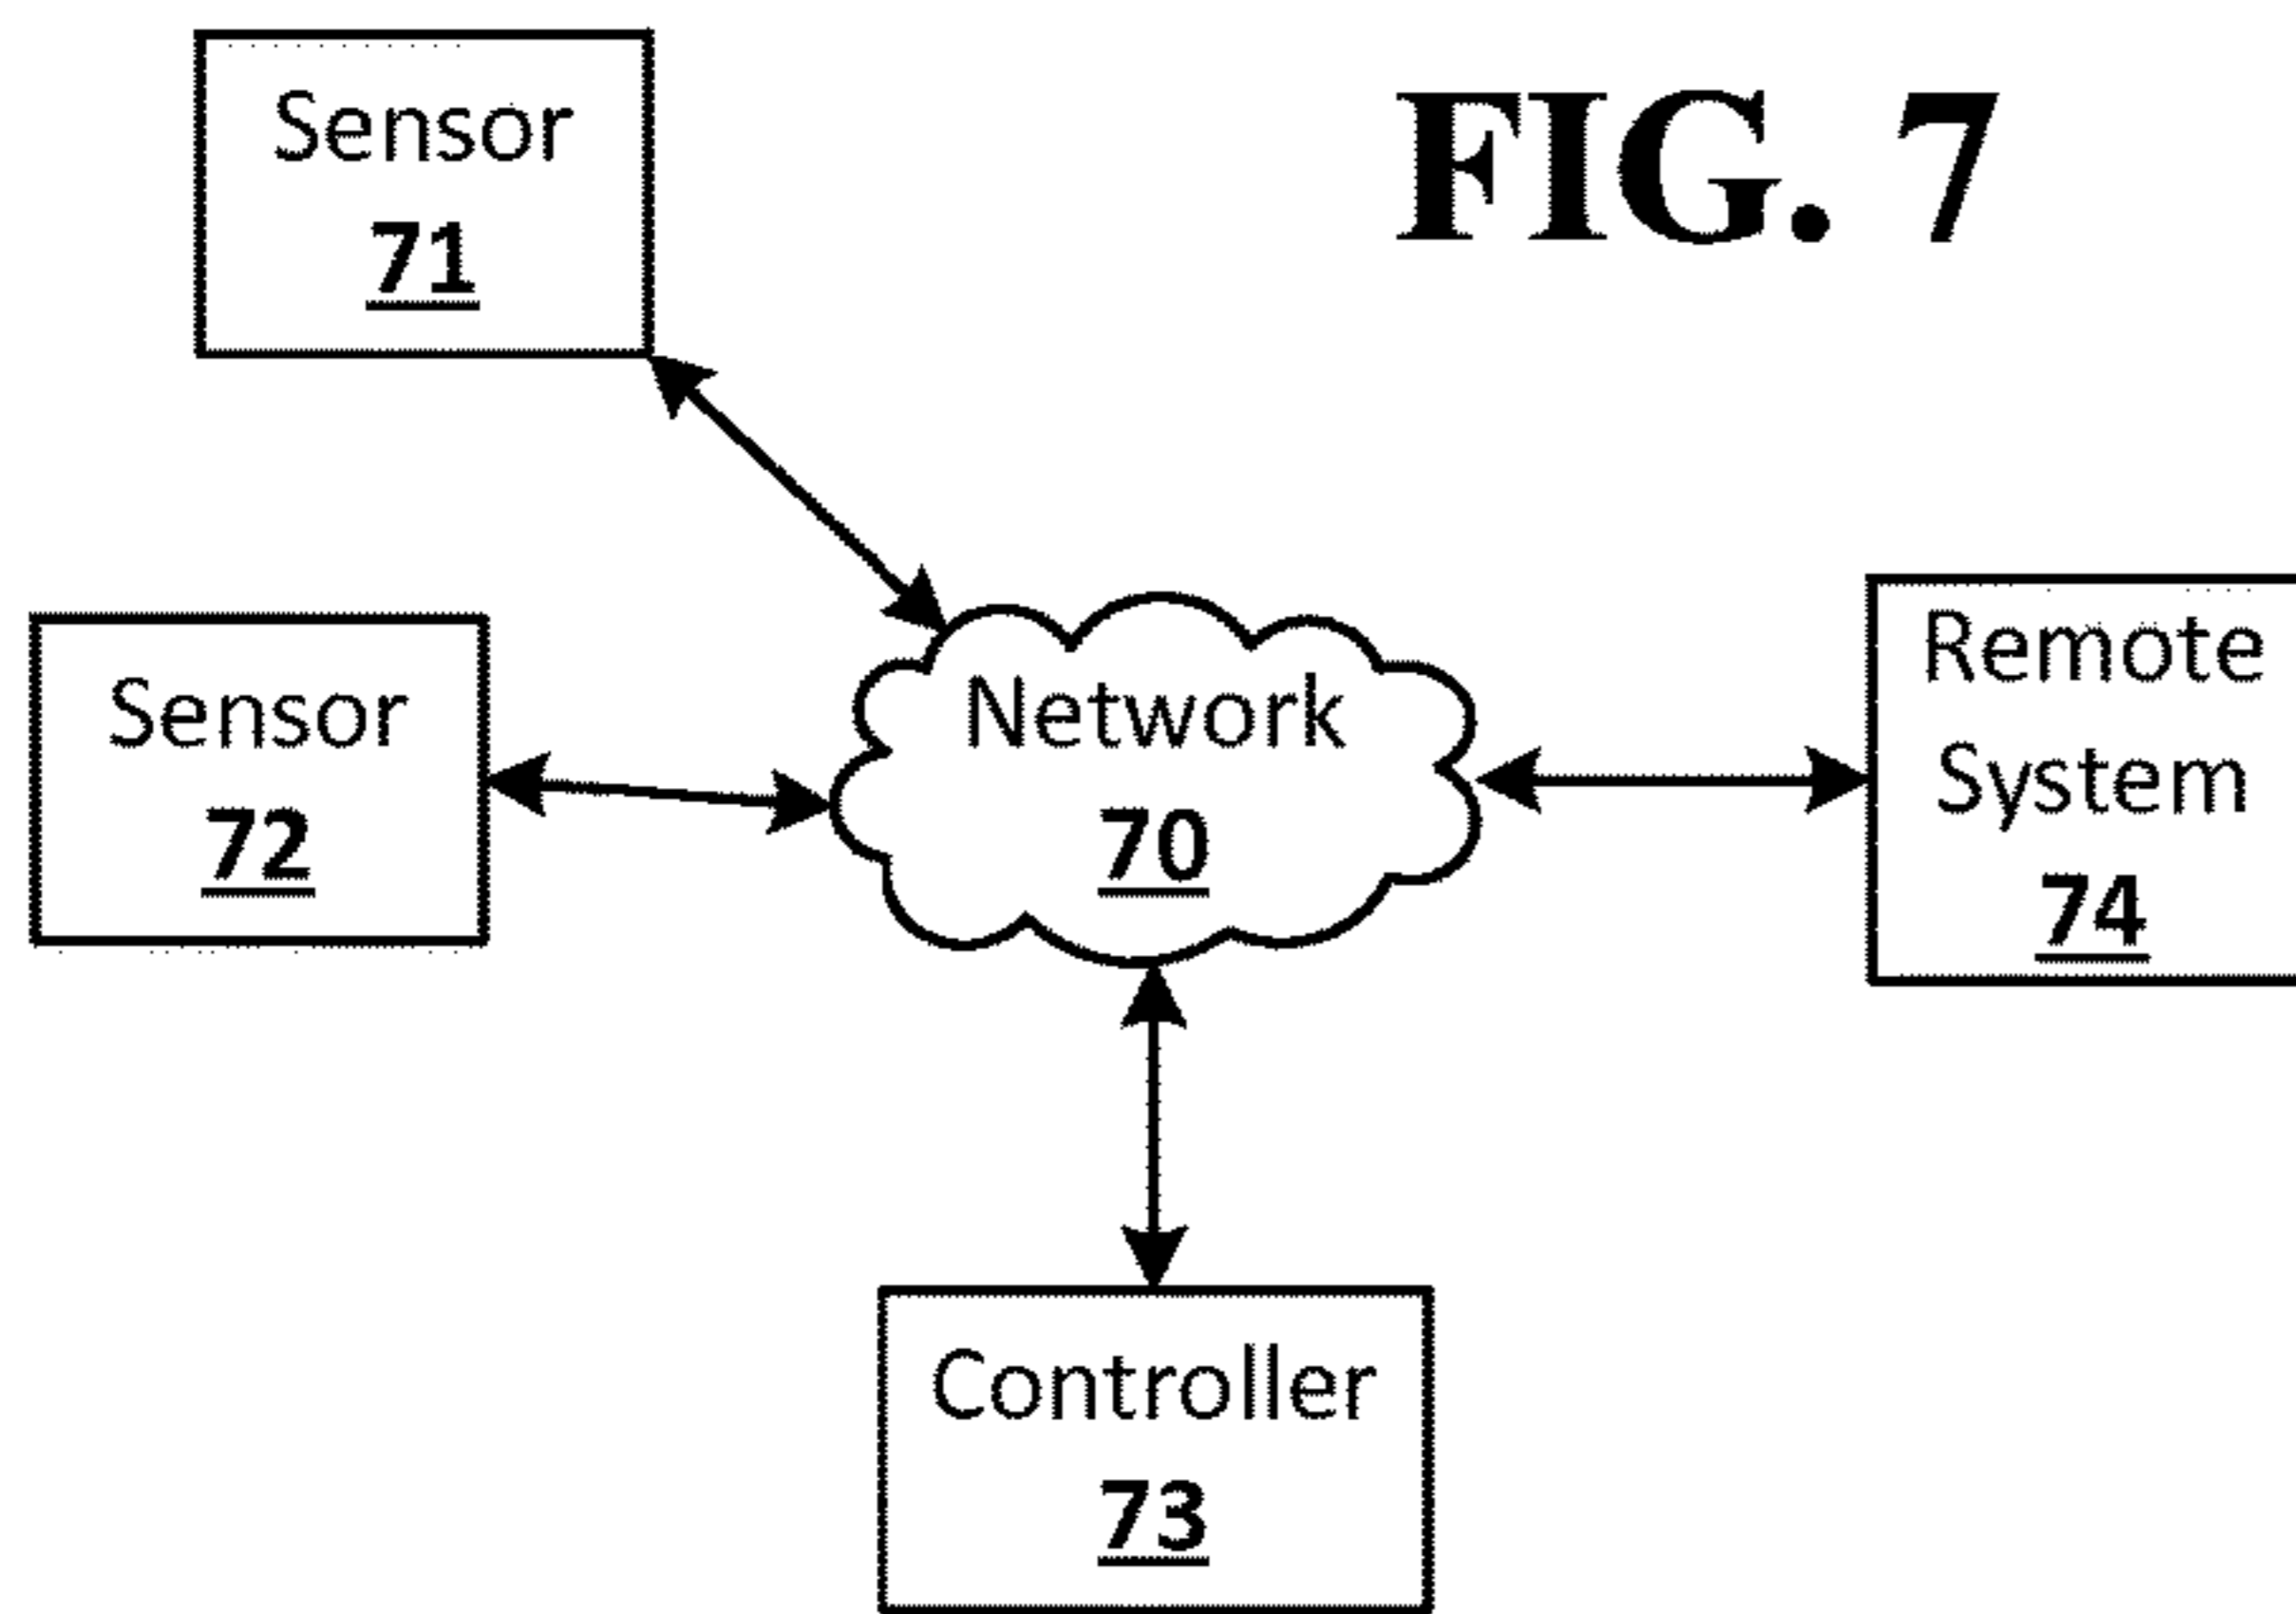 FIG. 7
Sensor
71
Sensor
72
Network
70
Remote
System
74
Controller
73